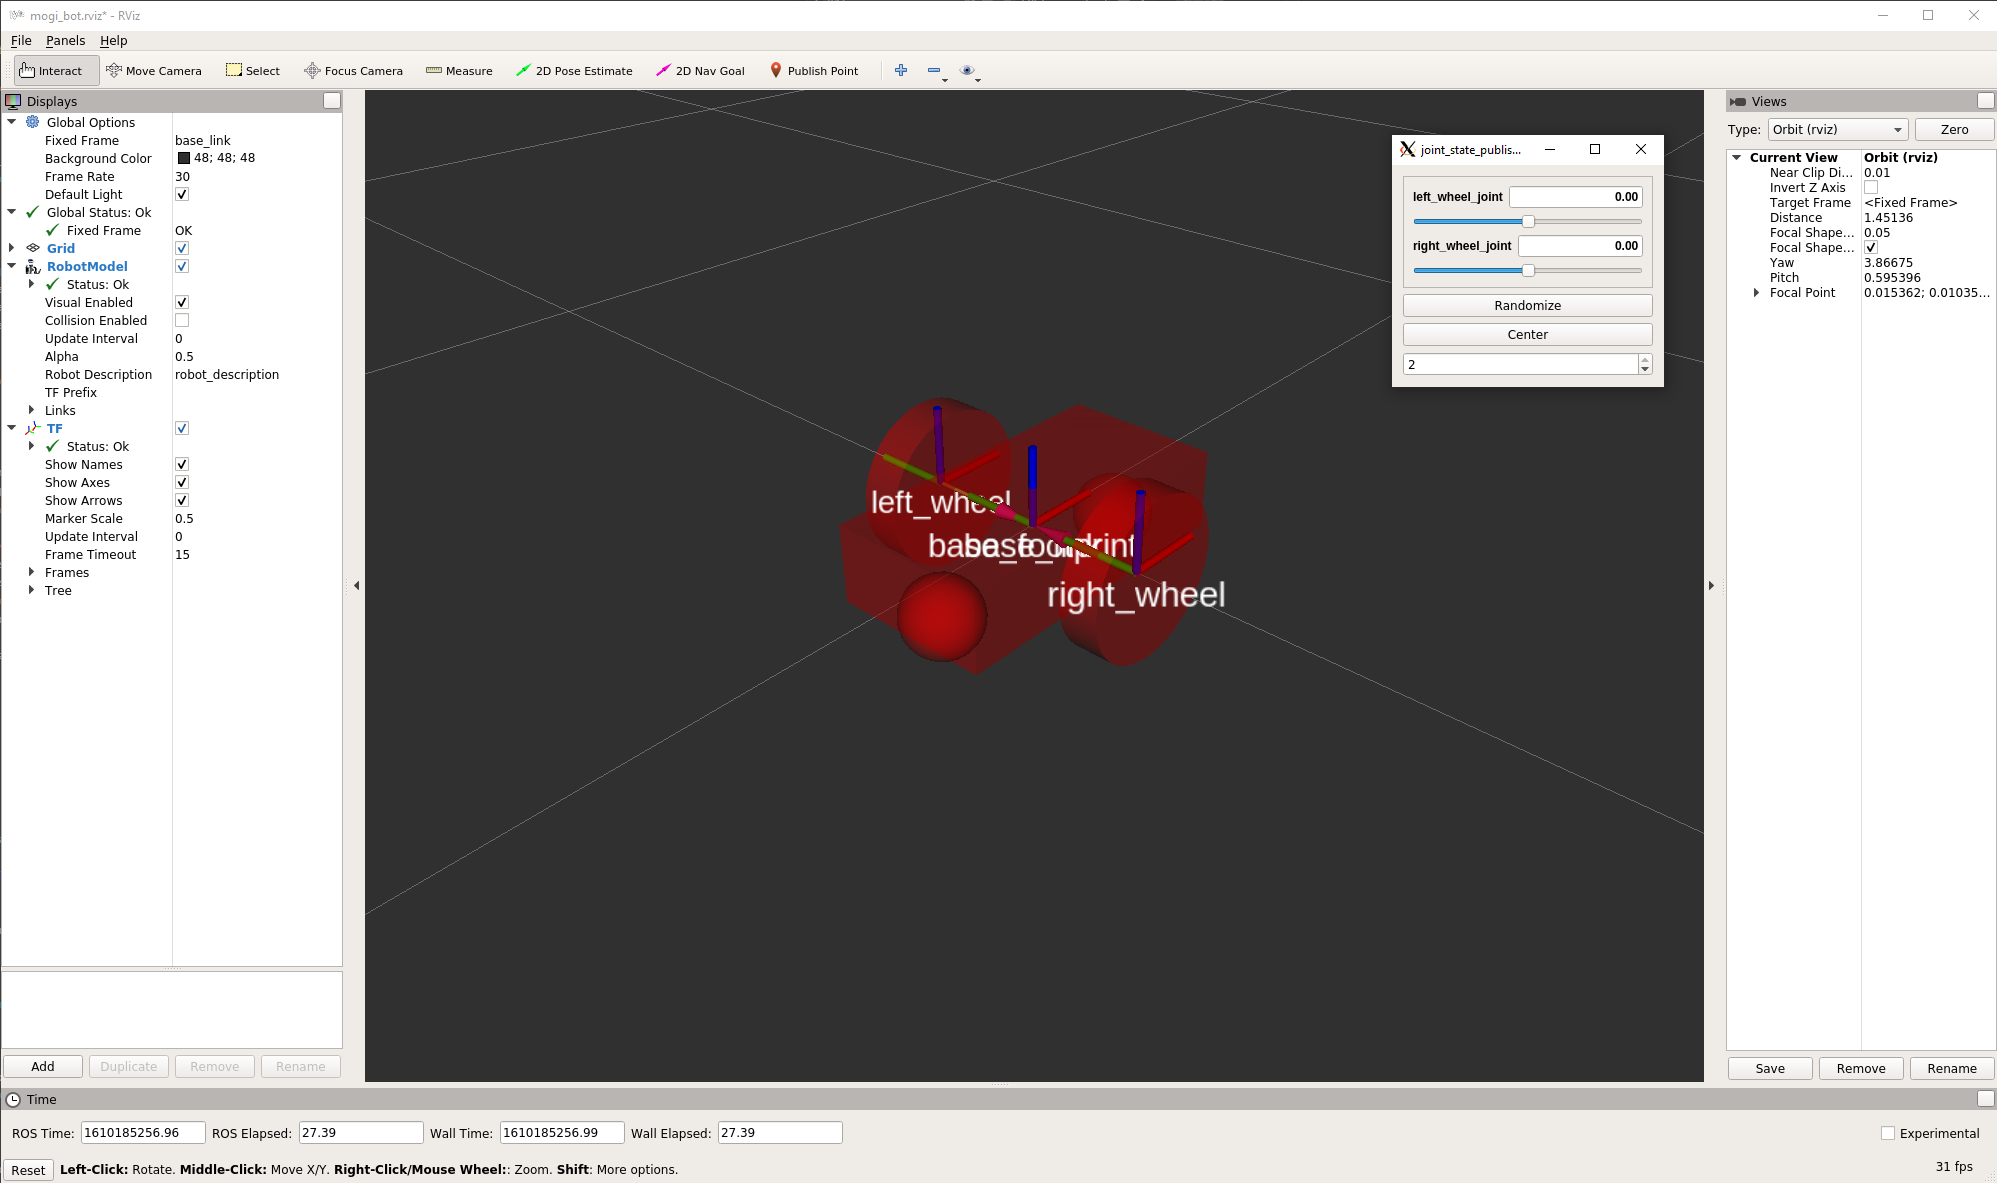 mogi_bot.rviz* - RViz
File Panels Help
Interact Move Camera Select Focus Camera Measure 2D Pose Estimate 2D Nav Goal Publish Point
Displays
Global Options
Fixed Frame base_link
Background Color 48; 48; 48
Frame Rate 30
Default Light
Global Status: Ok
Fixed Frame OK
Grid
RobotModel
Status: Ok
Visual Enabled
Collision Enabled
Update Interval 0
Alpha 0.5
Robot Description robot_description
TF Prefix
Links
TF
Status: Ok
Show Names
Show Axes
Show Arrows
Marker Scale 0.5
Update Interval 0
Frame Timeout 15
Frames
Tree
Add Duplicate Remove Rename
left_wheel
base_footprint
right_wheel
joint_state_publis...
left_wheel_joint 0.00
right_wheel_joint 0.00
Randomize
Center
2
Views
Type: Orbit (rviz) Zero
Current View Orbit (rviz)
Near Clip Di... 0.01
Invert Z Axis
Target Frame <Fixed Frame>
Distance 1.45136
Focal Shape... 0.05
Focal Shape...
Yaw 3.86675
Pitch 0.595396
Focal Point 0.015362; 0.01035...
Save Remove Rename
Time
ROS Time: 1610185256.96 ROS Elapsed: 27.39 Wall Time: 1610185256.99 Wall Elapsed: 27.39 Experimental
Reset Left-Click: Rotate. Middle-Click: Move X/Y. Right-Click/Mouse Wheel:: Zoom. Shift: More options. 31 fps